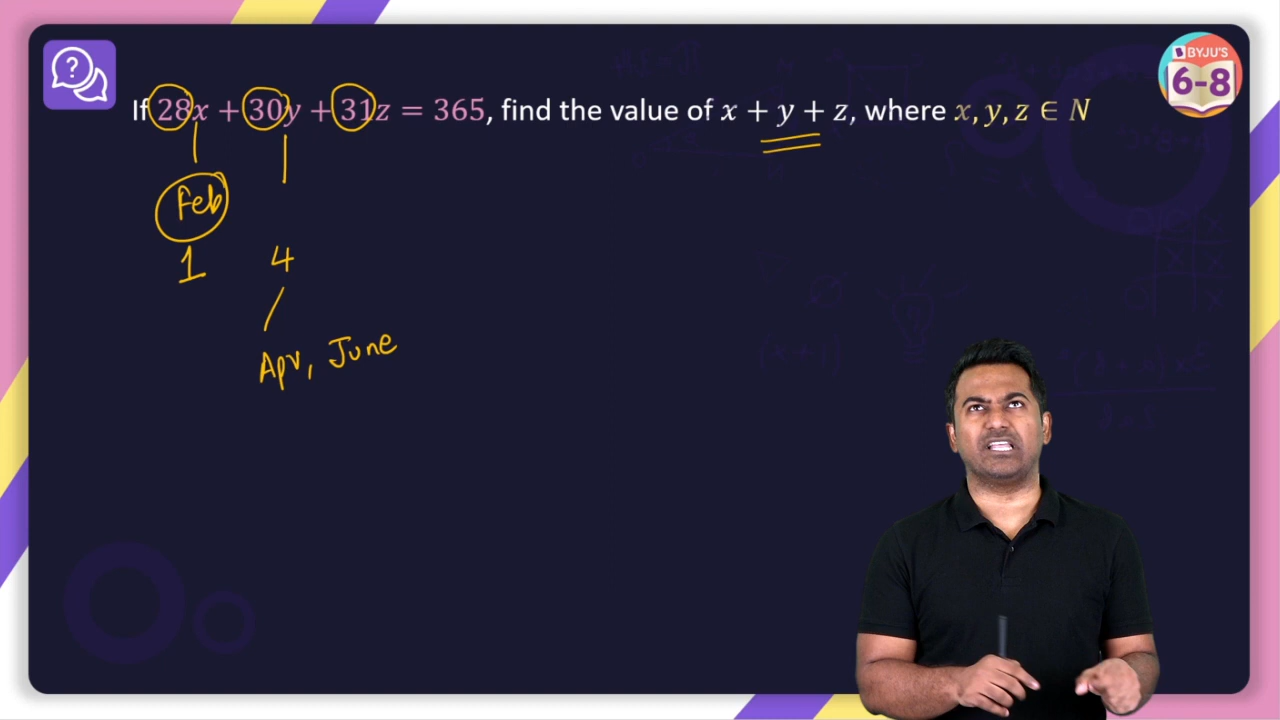 BYJU'S
6-8
If 28x + 30y + 31z = 365, find the value of x + y + z, where x, y, z ∈ N
Feb
1 4
Apr, June